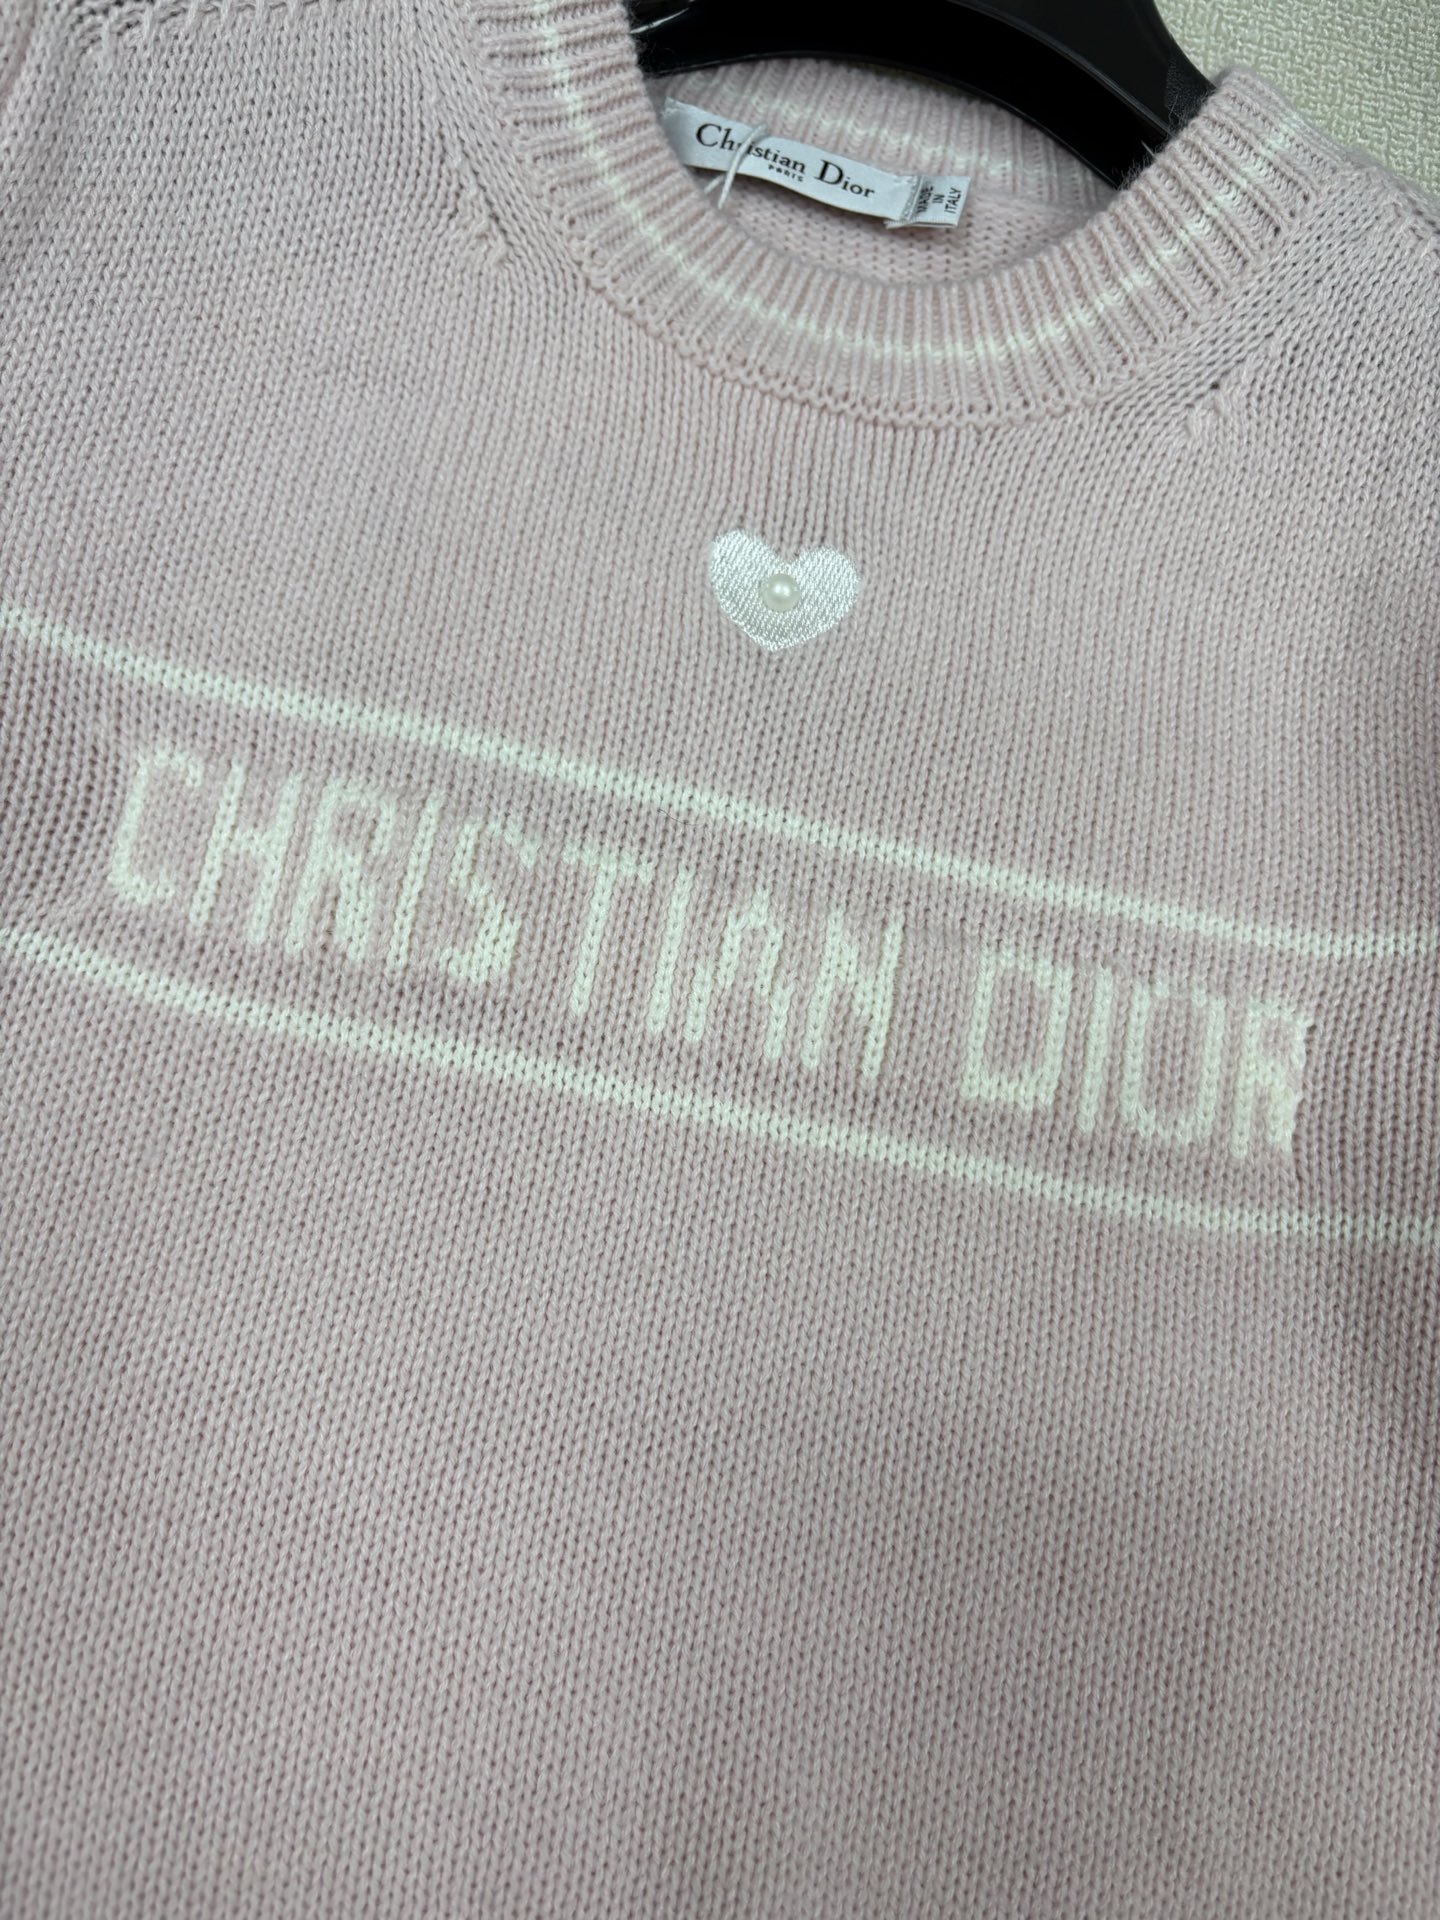 Christian Dior
PARIS
MADE
IN
ITALY
CHRISTIAN DIOR